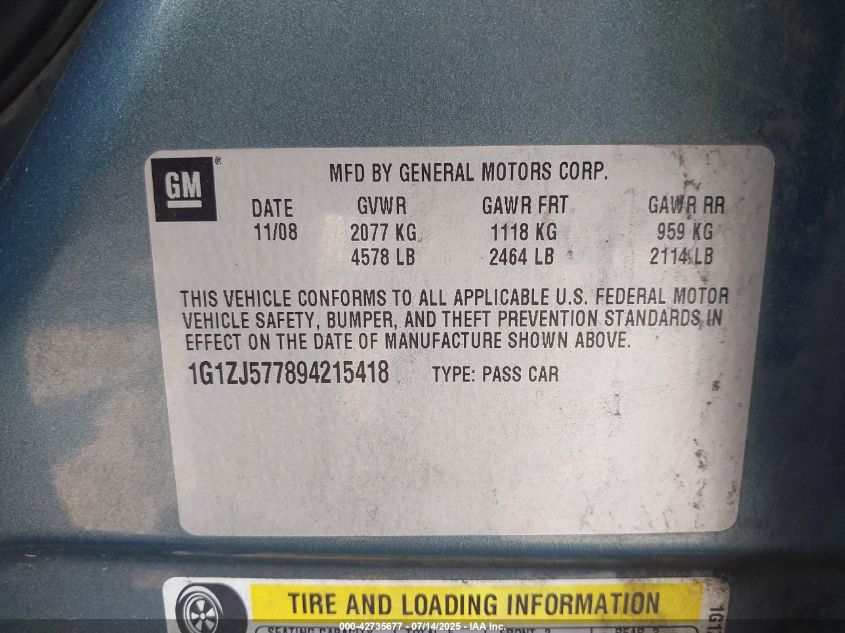 GM ®
MFD BY GENERAL MOTORS CORP.
DATE GVWR GAWR FRT GAWR RR
11/08 2077 KG 1118 KG 959 KG
4578 LB 2464 LB 2114 LB
THIS VEHICLE CONFORMS TO ALL APPLICABLE U.S. FEDERAL MOTOR
VEHICLE SAFETY, BUMPER, AND THEFT PREVENTION STANDARDS IN
EFFECT ON THE DATE OF MANUFACTURE SHOWN ABOVE.
1G1ZJ577894215418 TYPE: PASS CAR
TIRE AND LOADING INFORMATION
000-42735677 - 07/14/2025 - IAA Inc.